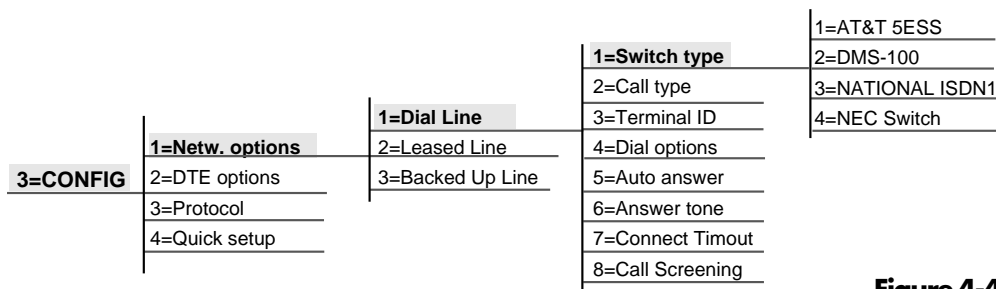 3=CONFIG
1=Netw. options
2=DTE options
3=Protocol
4=Quick setup
1=Dial Line
2=Leased Line
3=Backed Up Line
1=Switch type
2=Call type
3=Terminal ID
4=Dial options
5=Auto answer
6=Answer tone
7=Connect Timout
8=Call Screening
1=AT&T 5ESS
2=DMS-100
3=NATIONAL ISDN1
4=NEC Switch
Figure 4-4